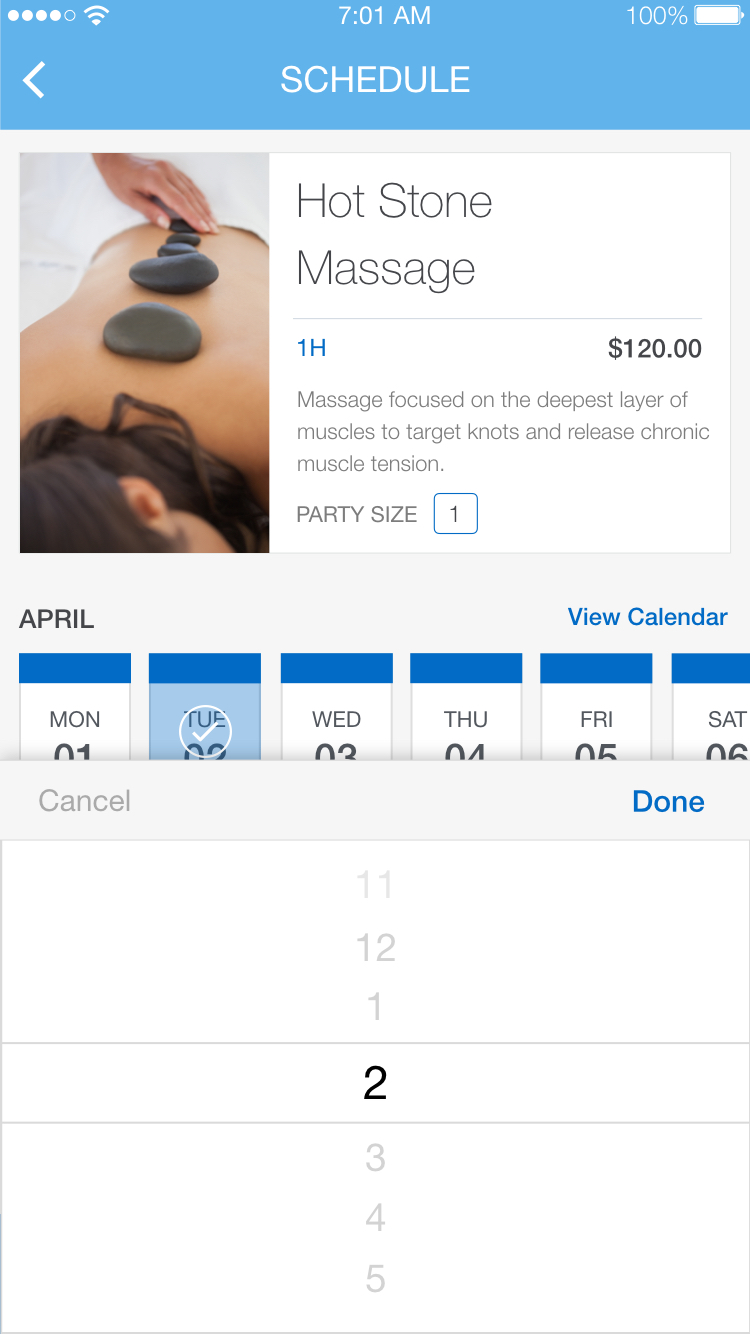 7:01 AM 100%
SCHEDULE
Hot Stone
Massage
1H $120.00
Massage focused on the deepest layer of
muscles to target knots and release chronic
muscle tension.
PARTY SIZE 1
APRIL View Calendar
MON TUE WED THU FRI SAT
01 02 03 04 05 06
Cancel Done
11
12
1
2
3
4
5